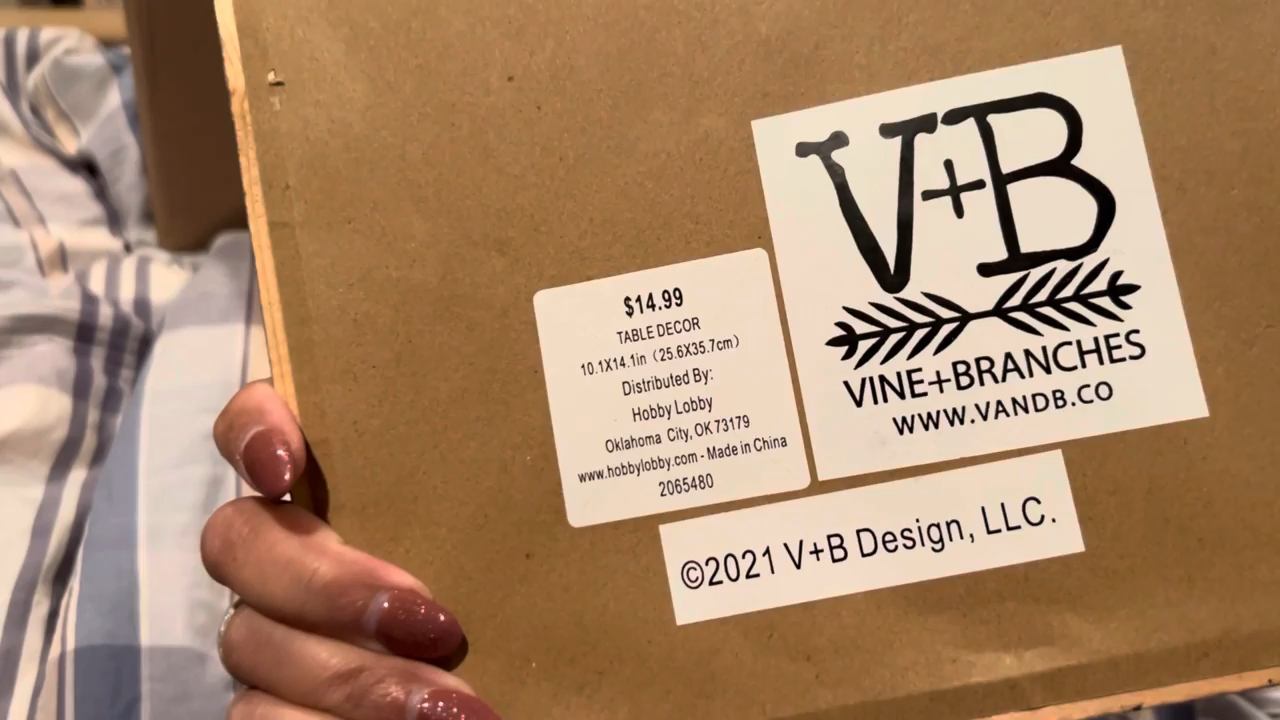 $14.99
TABLE DECOR
10.1X14.1in（25.6X35.7cm）
Distributed By:
Hobby Lobby
Oklahoma City, OK 73179
www.hobbylobby.com - Made in China
2065480
V+B
VINE+BRANCHES
WWW.VANDB.CO
©2021 V+B Design, LLC.